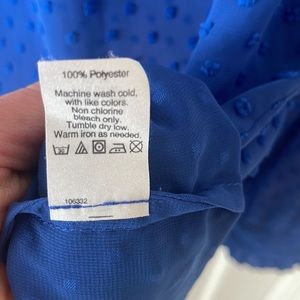 100% Polyester
Machine wash cold,
with like colors.
Non chlorine
bleach only.
Tumble dry low.
Warm iron as needed.
106332